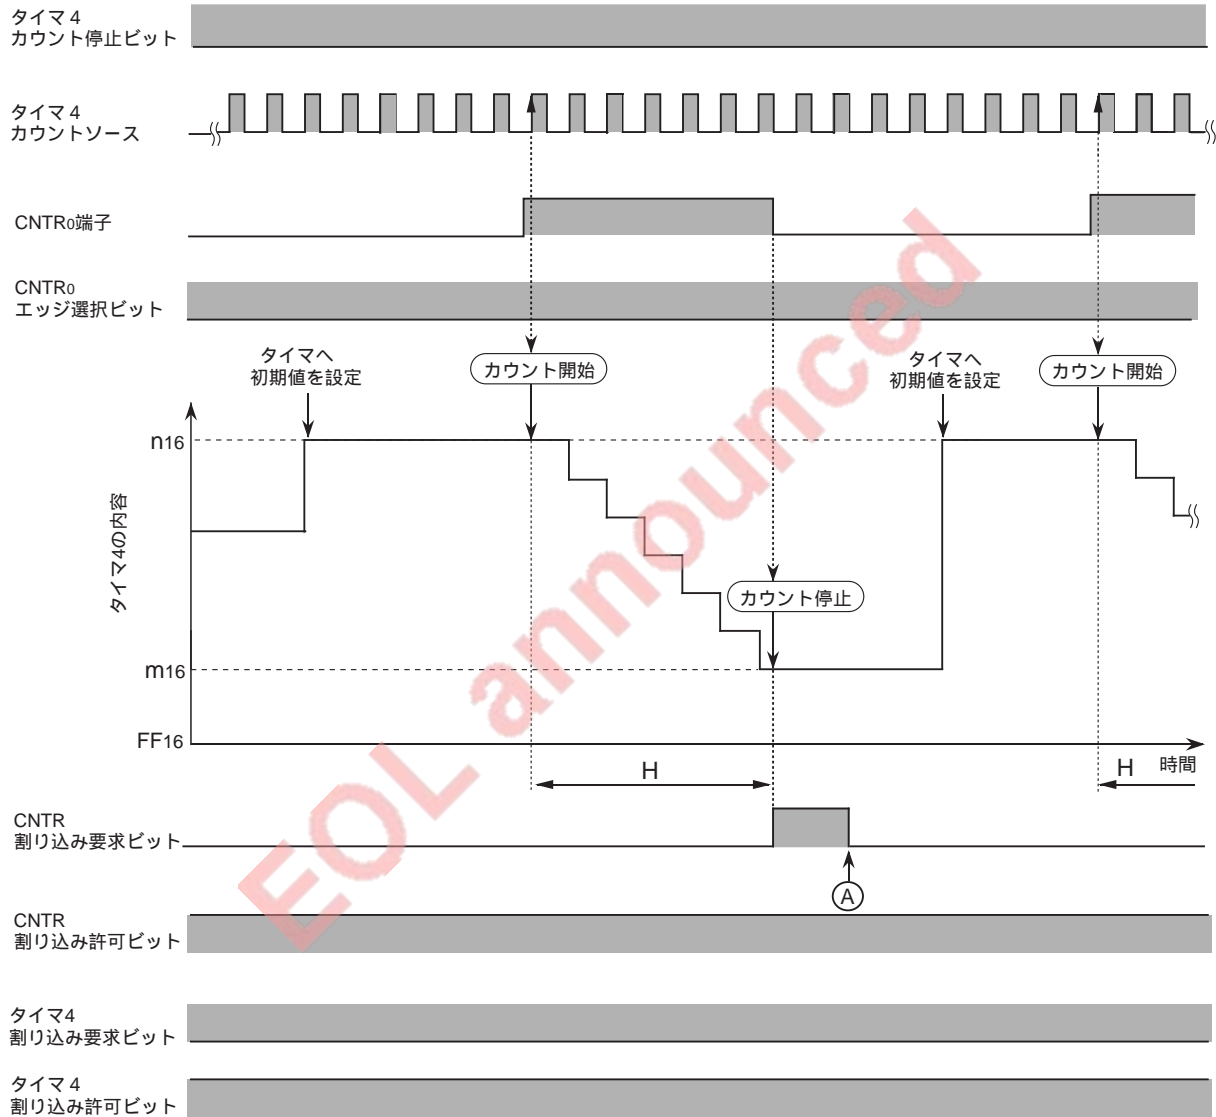 タイマ４
カウント停止ビット
タイマ４
カウントソース
CNTR0端子
CNTR0
エッジ選択ビット
タイマへ
初期値を設定
カウント開始
タイマへ
初期値を設定
カウント開始
n16
タイマ4の内容
カウント停止
m16
FF16
H
H
時間
CNTR
割り込み要求ビット
A
CNTR
割り込み許可ビット
タイマ4
割り込み要求ビット
タイマ４
割り込み許可ビット
EOL announced